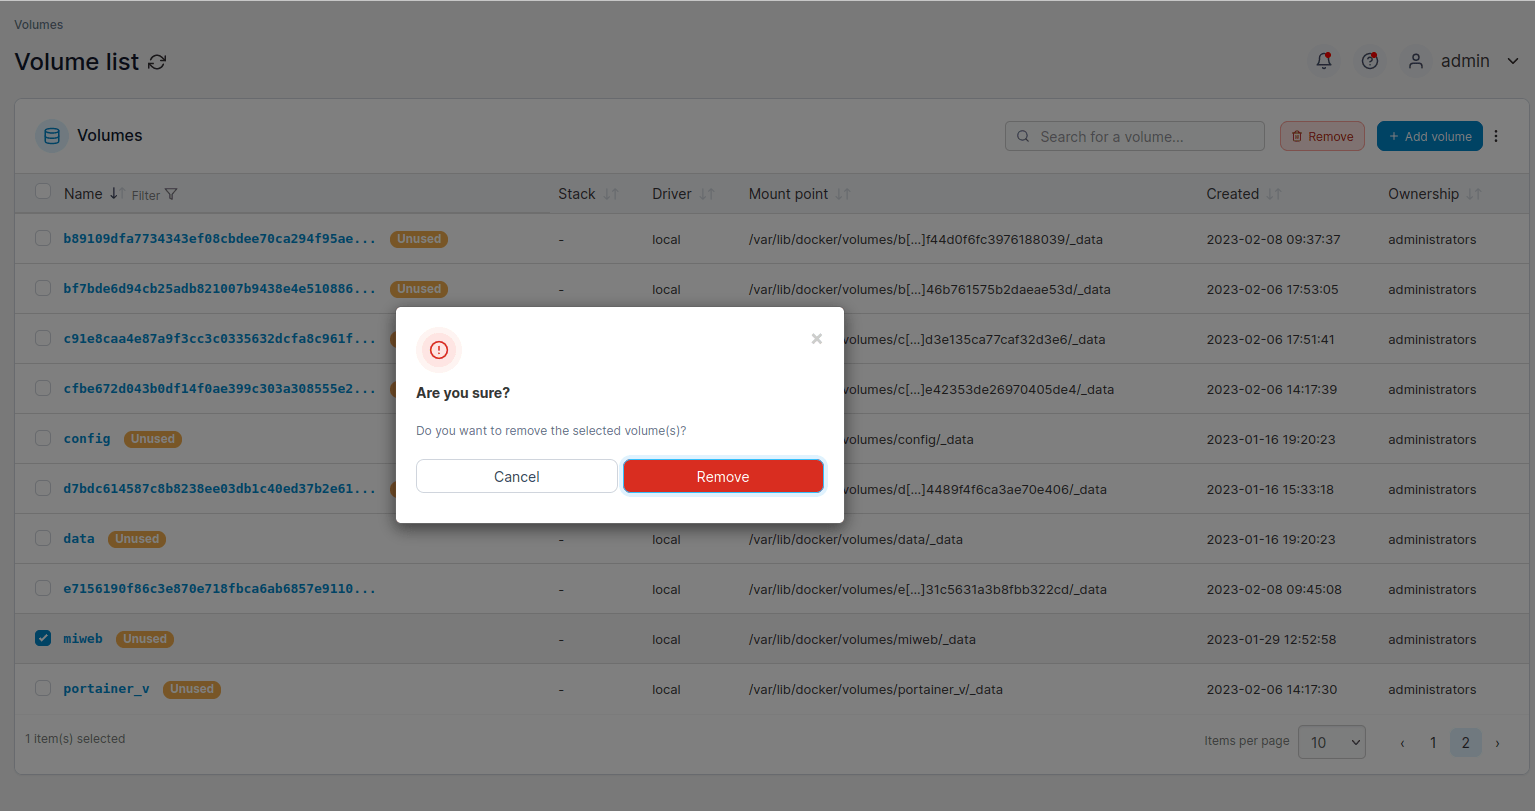 Volumes
Volume list
admin
Volumes
Search for a volume...
Remove
+ Add volume
Name Filter Stack Driver Mount point Created Ownership
b89109dfa7734343ef08cbdee70ca294f95ae... Unused - local /var/lib/docker/volumes/b[...]f44d0f6fc3976188039/_data 2023-02-08 09:37:37 administrators
bf7bde6d94cb25adb821007b9438e4e510886... Unused - local /var/lib/docker/volumes/b[...]46b761575b2daeae53d/_data 2023-02-06 17:53:05 administrators
c91e8caa4e87a9f3cc3c0335632dcfa8c961f... volumes/c[...]d3e135ca77caf32d3e6/_data 2023-02-06 17:51:41 administrators
cfbe672d043b0df14f0ae399c303a308555e2... volumes/c[...]e42353de26970405de4/_data 2023-02-06 14:17:39 administrators
config Unused volumes/config/_data 2023-01-16 19:20:23 administrators
d7bdc614587c8b8238ee03db1c40ed37b2e61... volumes/d[...]4489f4f6ca3ae70e406/_data 2023-01-16 15:33:18 administrators
data Unused - local /var/lib/docker/volumes/data/_data 2023-01-16 19:20:23 administrators
e7156190f86c3e870e718fbca6ab6857e9110... - local /var/lib/docker/volumes/e[...]31c5631a3b8fbb322cd/_data 2023-02-08 09:45:08 administrators
miweb Unused - local /var/lib/docker/volumes/miweb/_data 2023-01-29 12:52:58 administrators
portainer_v Unused - local /var/lib/docker/volumes/portainer_v/_data 2023-02-06 14:17:30 administrators
1 item(s) selected
Items per page 10 ‹ 1 2 ›
×
Are you sure?
Do you want to remove the selected volume(s)?
Cancel Remove